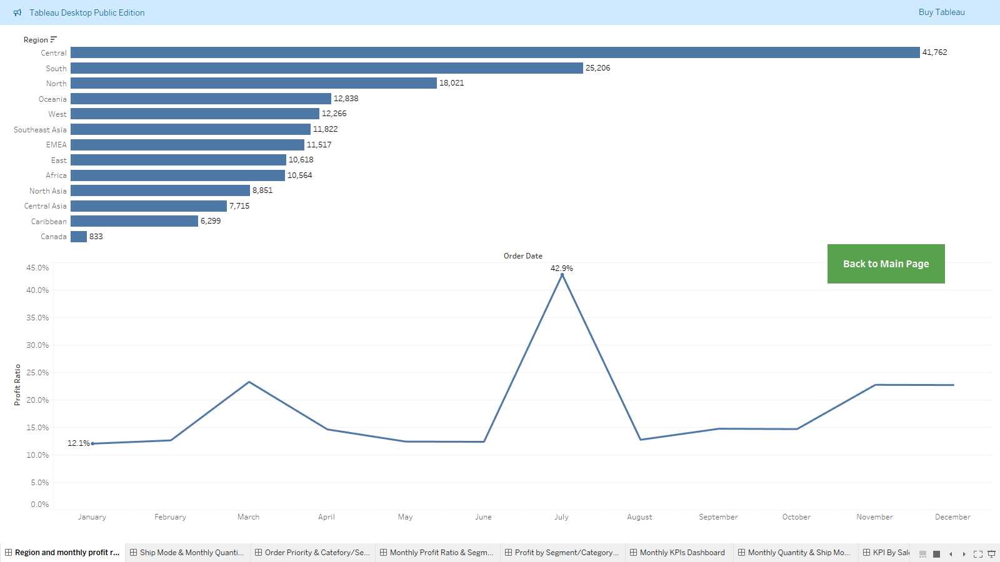 Tableau Desktop Public Edition
Buy Tableau
Region
Central 41,762
South 25,206
North 18,021
Oceania 12,838
West 12,266
Southeast Asia 11,822
EMEA 11,517
East 10,618
Africa 10,564
North Asia 8,851
Central Asia 7,715
Caribbean 6,299
Canada 833
Order Date
Back to Main Page
Profit Ratio
45.0%
40.0%
35.0%
30.0%
25.0%
20.0%
15.0%
10.0%
5.0%
0.0%
42.9%
12.1%
January February March April May June July August September October November December
Region and monthly profit r... Ship Mode & Monthly Quanti... Order Priority & Catefory/Se... Monthly Profit Ratio & Segm... Profit by Segment/Category... Monthly KPIs Dashboard Monthly Quantity & Ship Mo... KPI By Sal